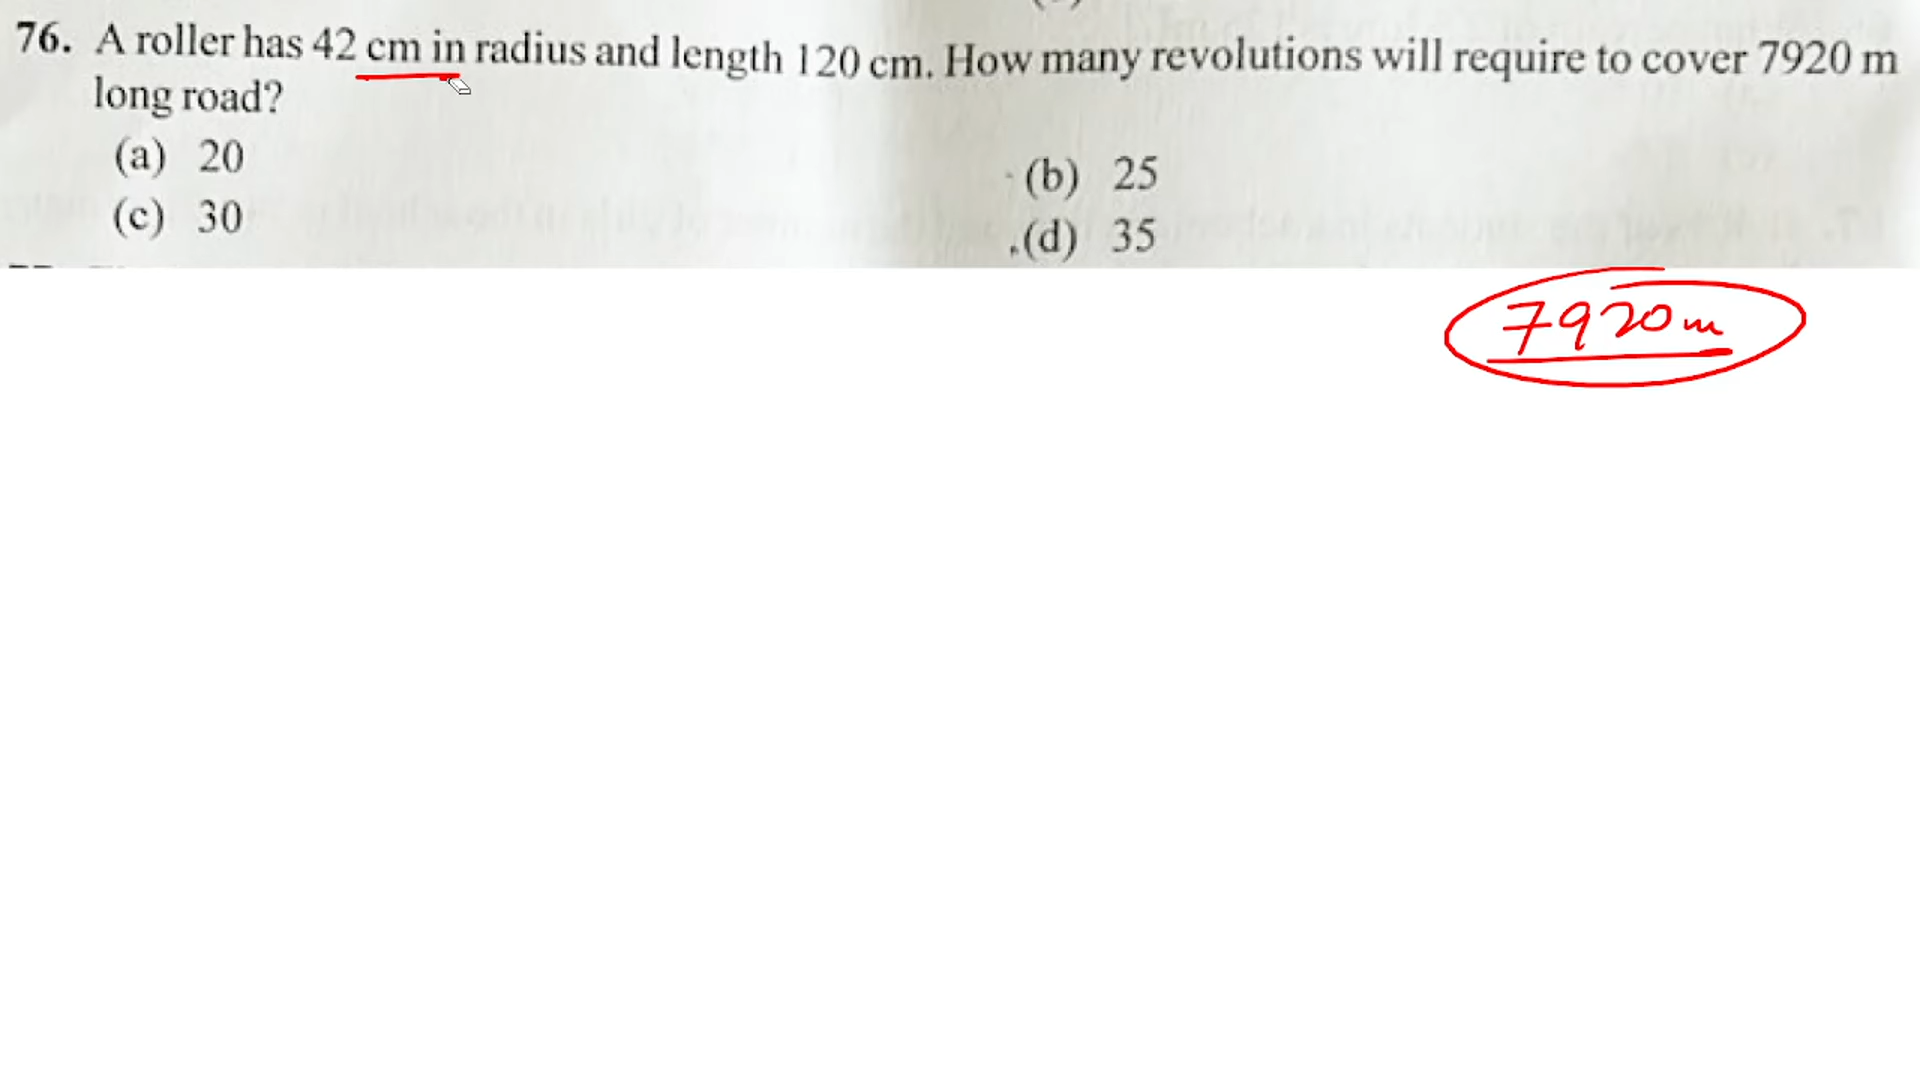 76. A roller has 42 cm in radius and length 120 cm. How many revolutions will require to cover 7920 m
long road?
(a) 20
(b) 25
(c) 30
(d) 35
7920m